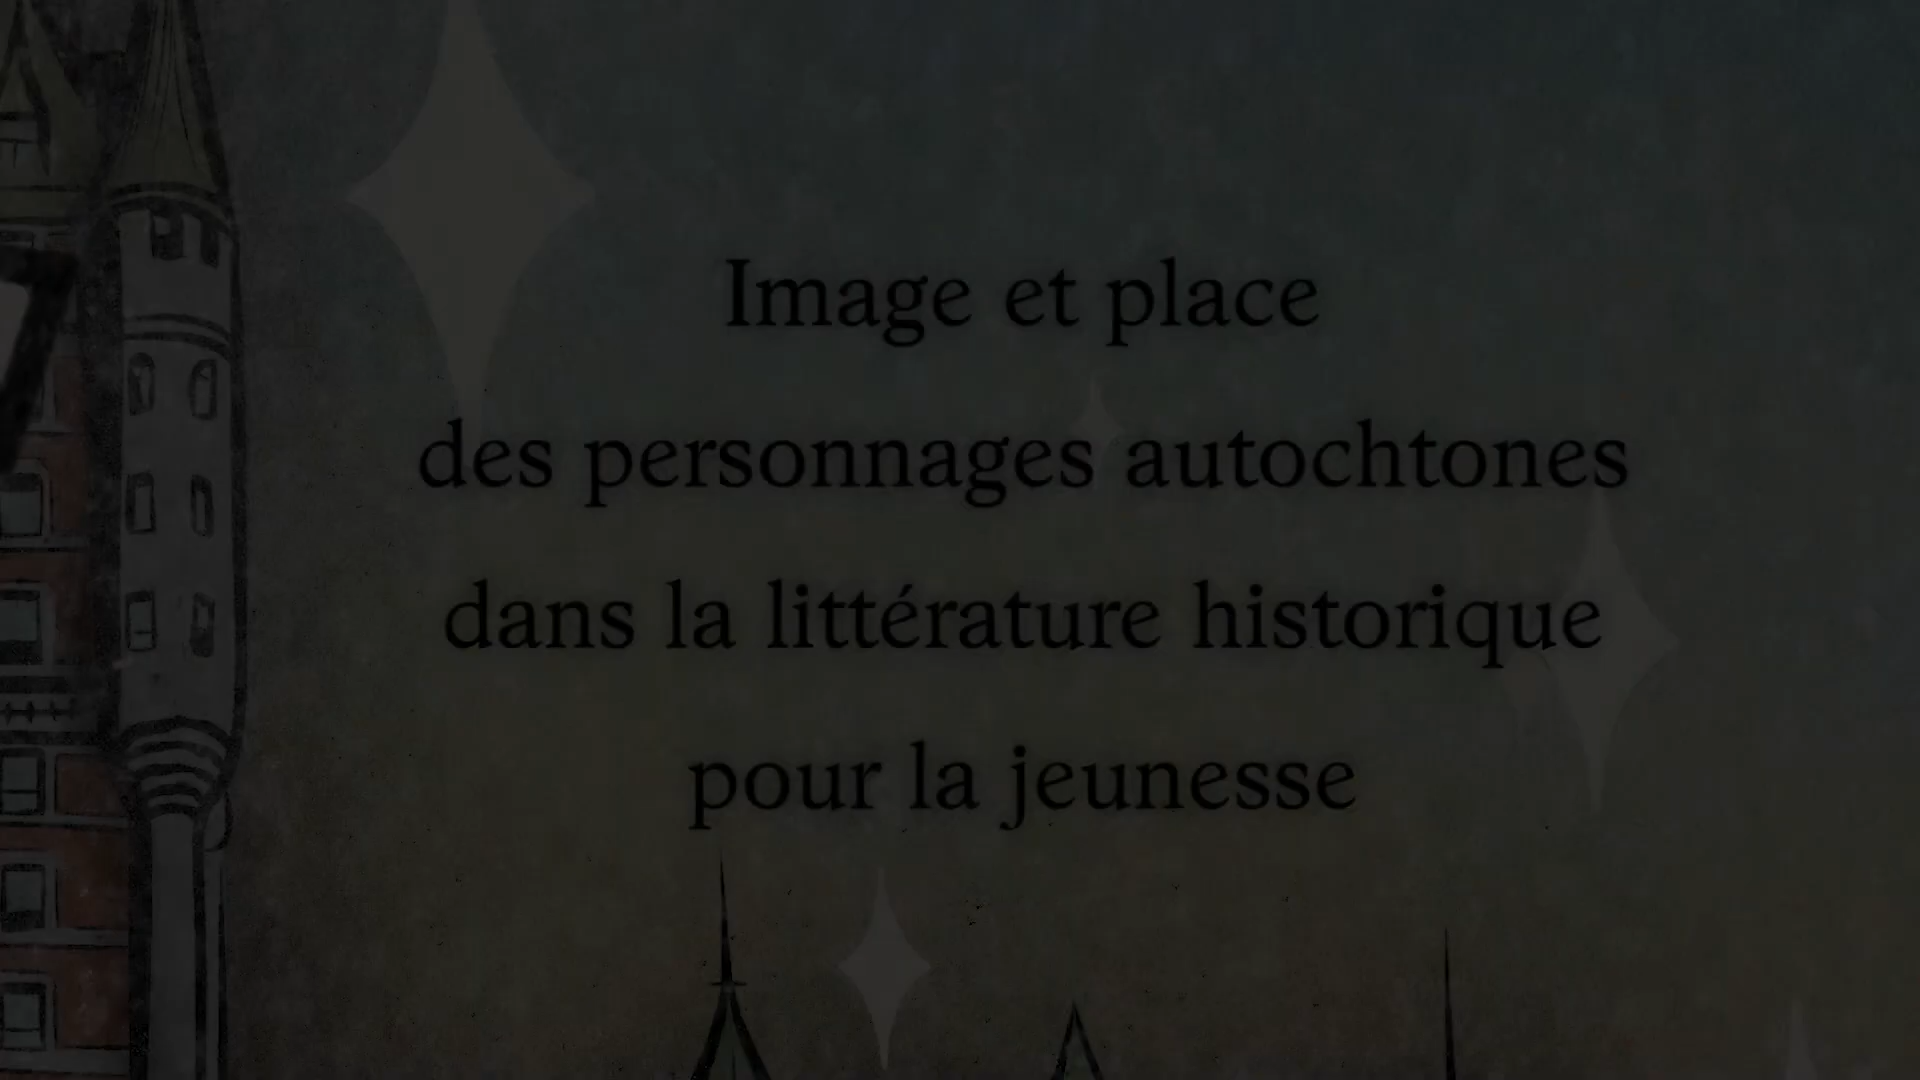 Image et place
des personnages autochtones
dans la littérature historique
pour la jeunesse